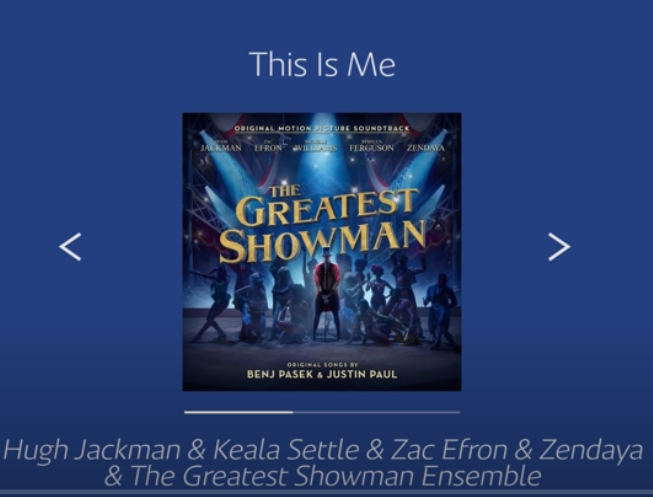 This Is Me
ORIGINAL MOTION PICTURE SOUNDTRACK
JACKMAN EFRON WILLIAMS FERGUSON ZENDAYA
THE
GREATEST
SHOWMAN
ORIGINAL SONGS BY
BENJ PASEK & JUSTIN PAUL
Hugh Jackman & Keala Settle & Zac Efron & Zendaya
& The Greatest Showman Ensemble